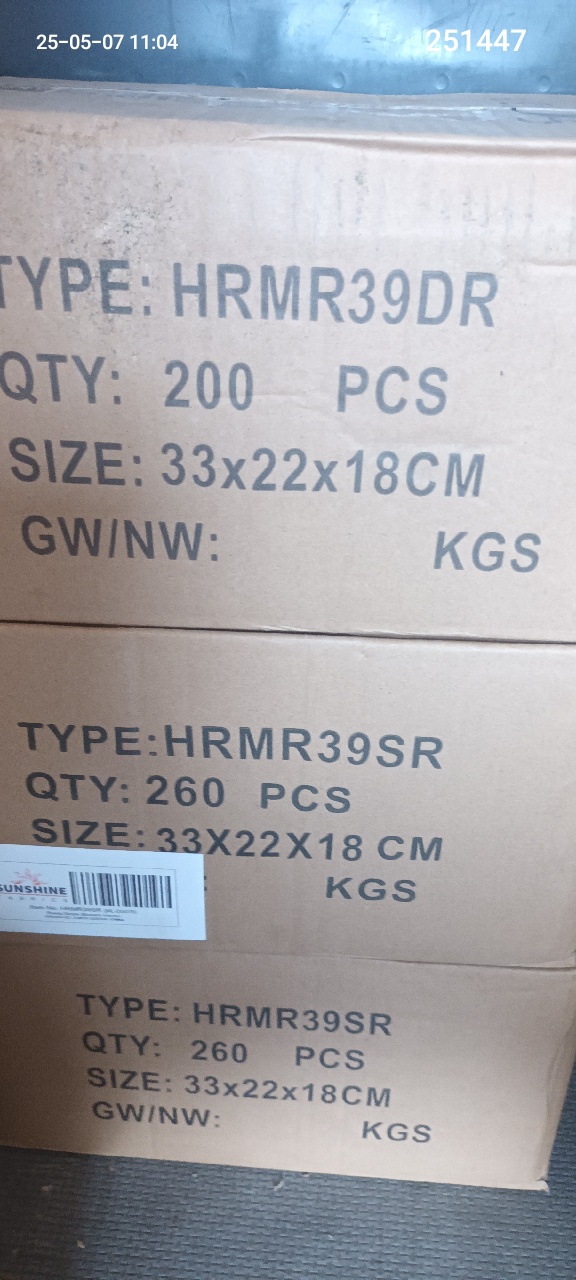 25-05-07 11:04
251447
TYPE: HRMR39DR
QTY: 200 PCS
SIZE: 33x22x18CM
GW/NW: KGS
TYPE:HRMR39SR
QTY: 260 PCS
SIZE: 33X22X18 CM
: KGS
SUNSHINE
TYPE: HRMR39SR
QTY: 260 PCS
SIZE: 33x22x18CM
GW/NW: KGS